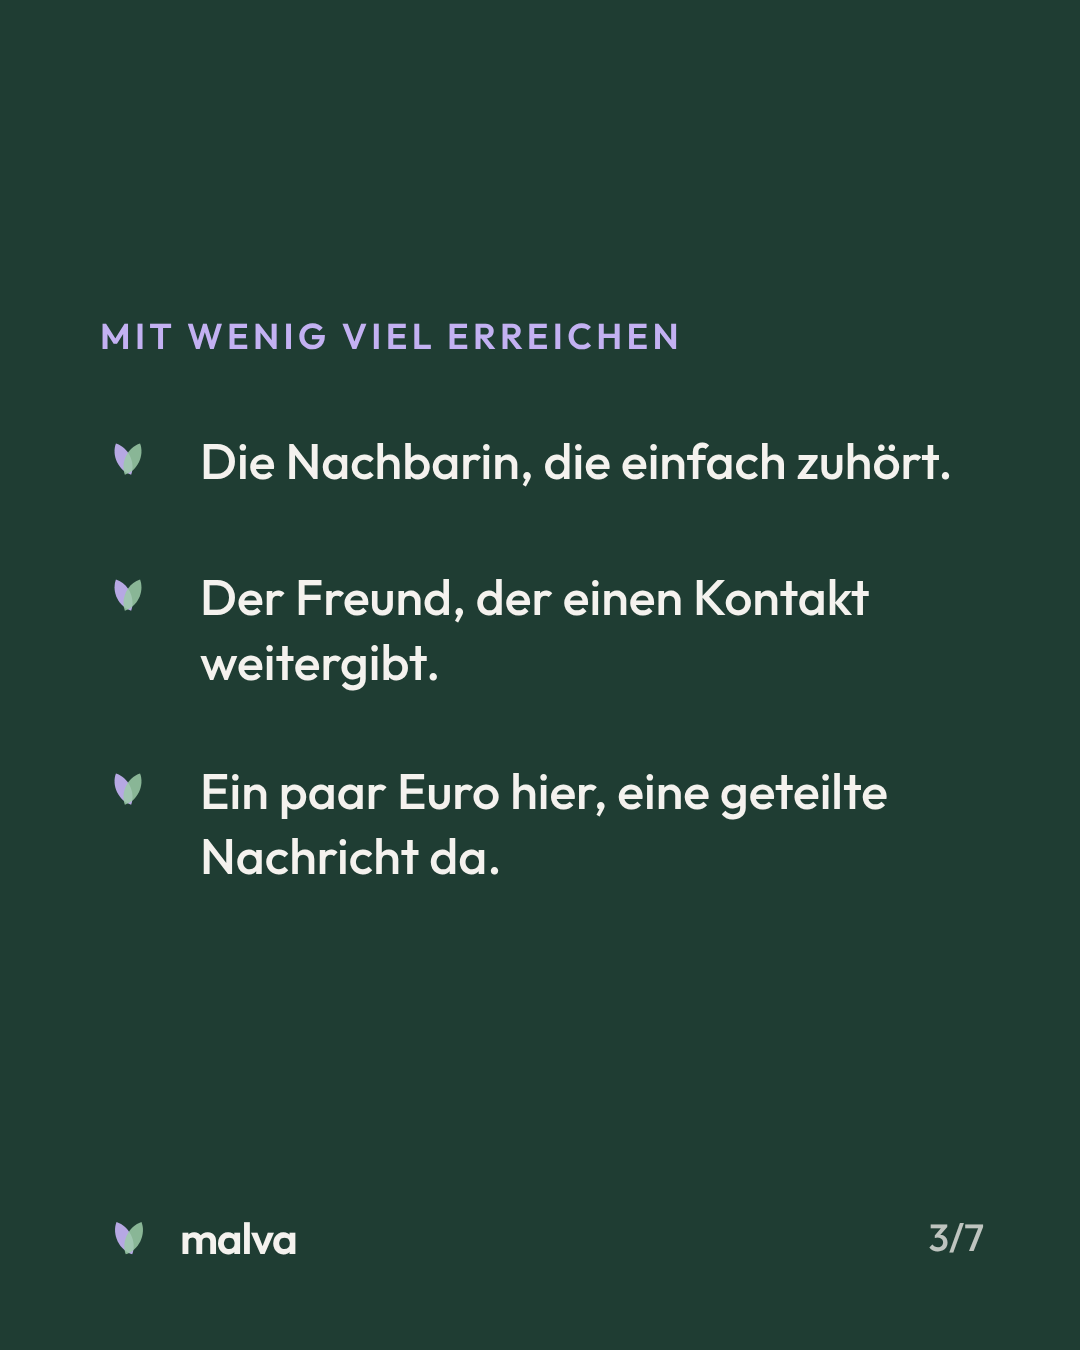 MIT WENIG VIEL ERREICHEN
Die Nachbarin, die einfach zuhört.
Der Freund, der einen Kontakt
weitergibt.
Ein paar Euro hier, eine geteilte
Nachricht da.
malva
3/7